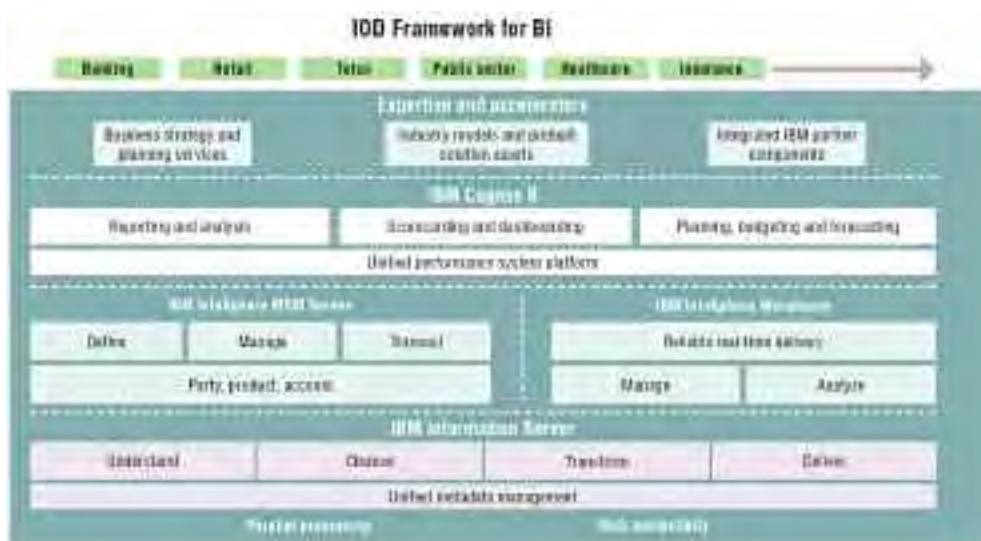 IOD Framework for BI
Banking
Retail
Telco
Public sector
Healthcare
Insurance
Expertise and accelerators
Business strategy and
planning services
Industry models and prebuilt
solution assets
Integrated IBM partner
components
IBM Cognos 8
Reporting and analysis
Scorecarding and dashboarding
Planning, budgeting and forecasting
Unified performance system platform
IBM InfoSphere MDM Server
IBM InfoSphere Warehouse
Define
Manage
Transact
Reliable real time delivery
Party, product, account
Manage
Analyze
IBM Information Server
Understand
Cleanse
Transform
Deliver
Unified metadata management
Parallel processing
Rich connectivity